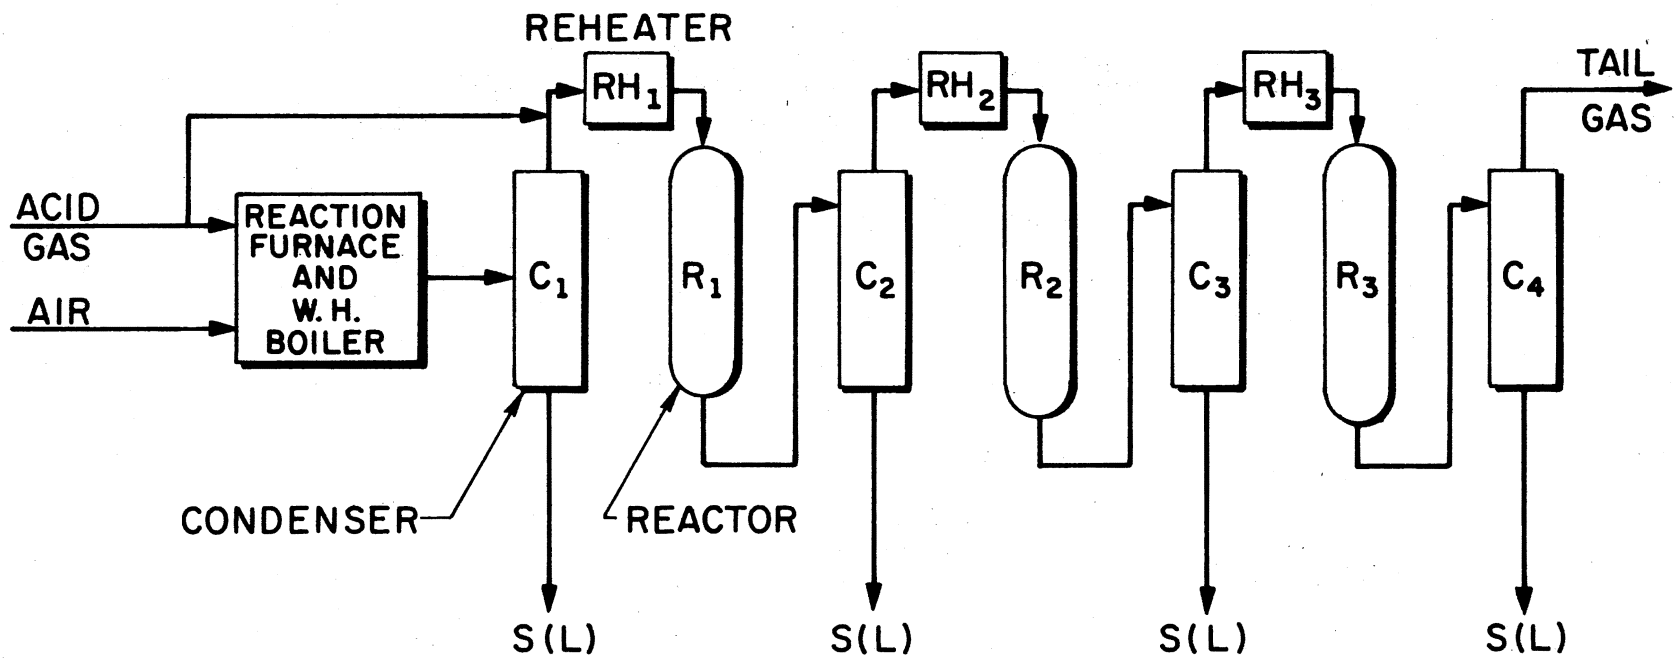 REHEATER
RH₁
RH₂
RH₃
TAIL
GAS
ACID
GAS
AIR
REACTION
FURNACE
AND
W. H.
BOILER
C₁
R₁
C₂
R₂
C₃
R₃
C₄
CONDENSER
REACTOR
S(L)
S(L)
S(L)
S(L)